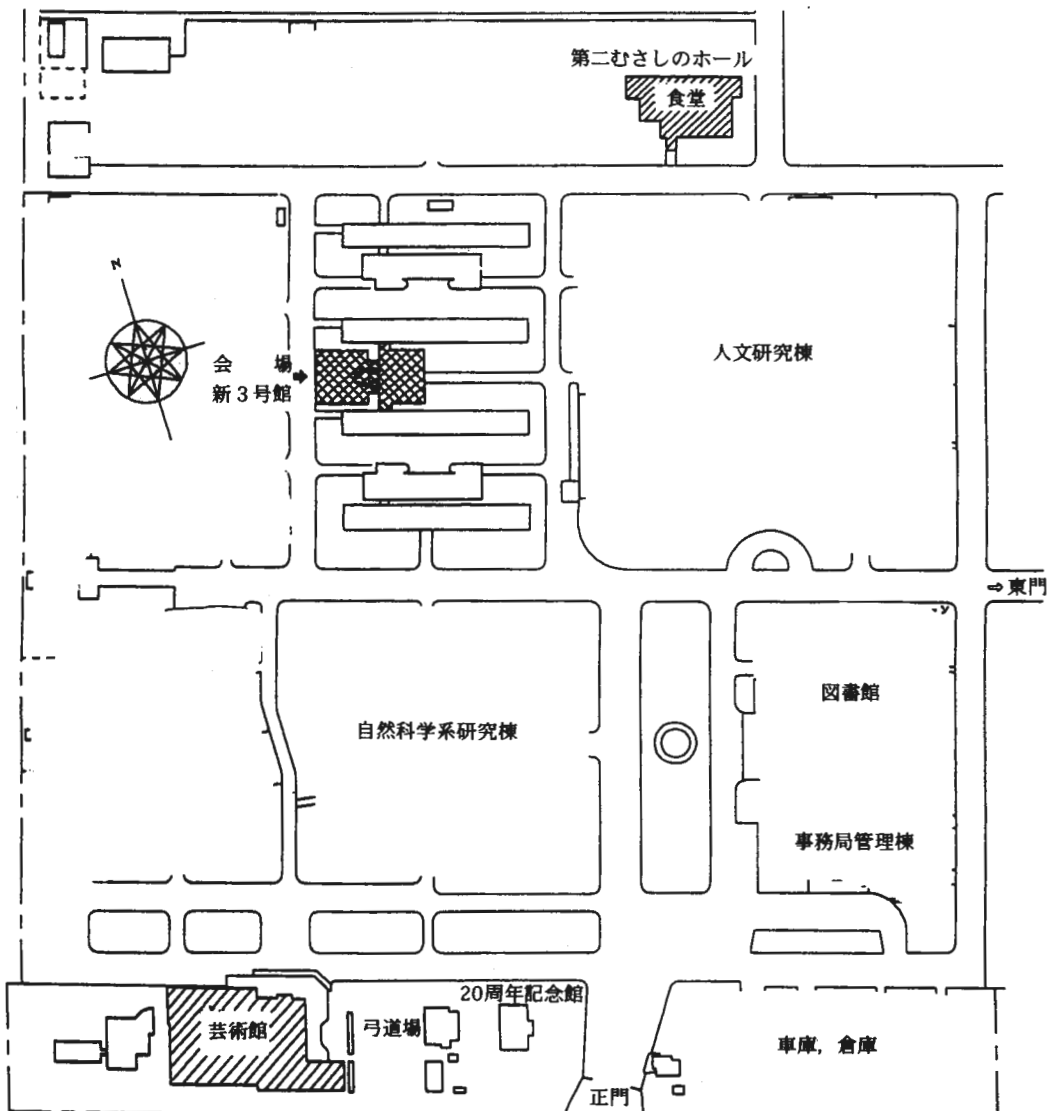 第二むさしのホール
食堂
N
会場
新3号館
人文研究棟
⇨東門
図書館
自然科学系研究棟
事務局管理棟
20周年記念館
芸術館
弓道場
車庫，倉庫
正門